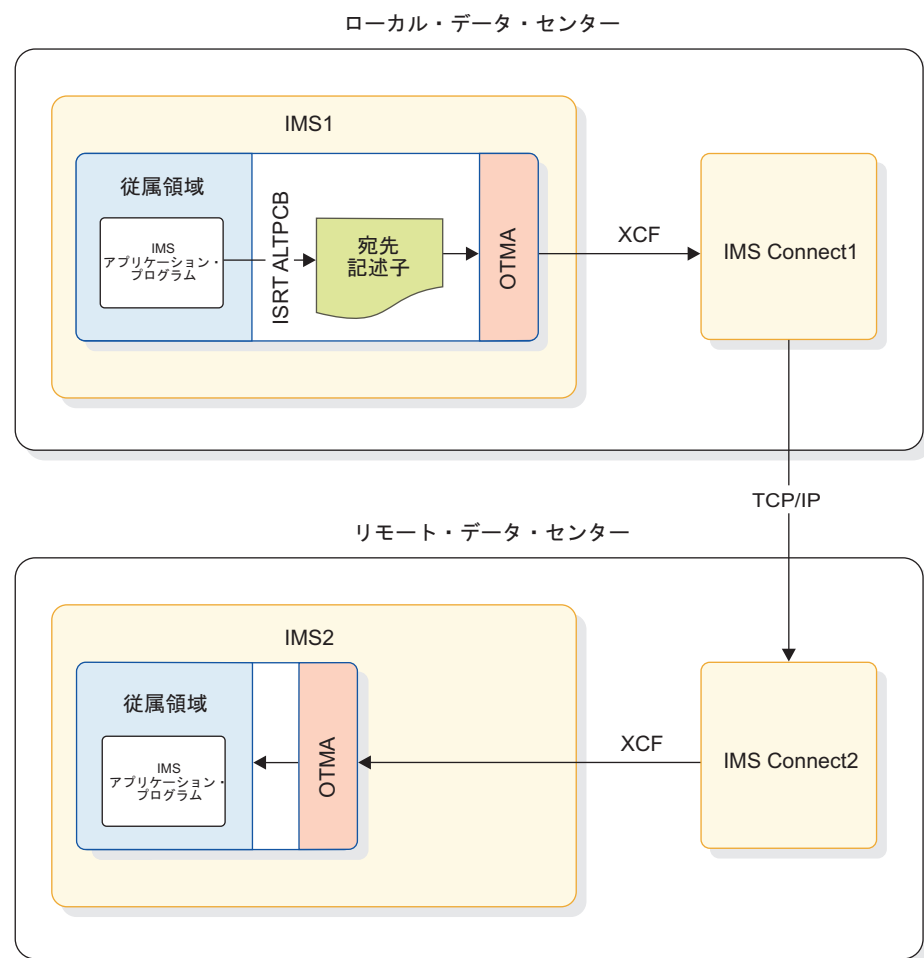 ローカル・データ・センター
IMS1
従属領域
IMS
アプリケーション・
プログラム
ISRT ALTPCB
宛先
記述子
OTMA
XCF
IMS Connect1
TCP/IP
リモート・データ・センター
IMS2
従属領域
IMS
アプリケーション・
プログラム
OTMA
XCF
IMS Connect2